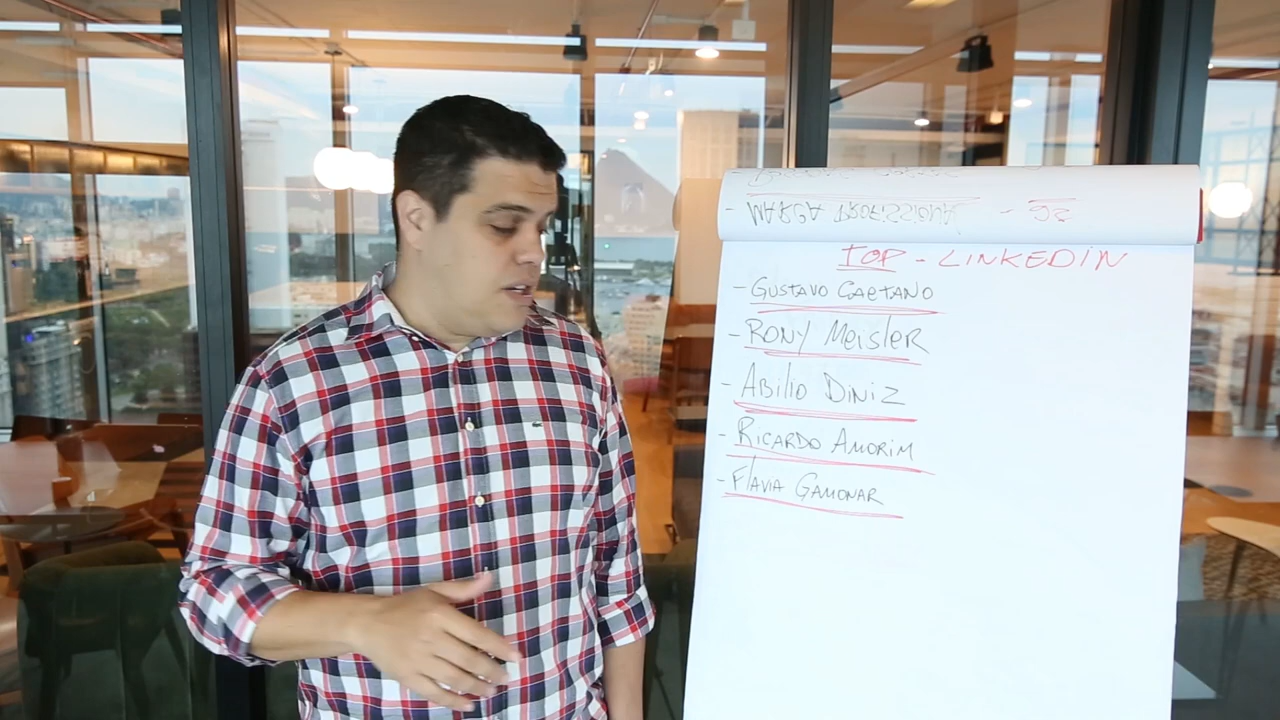 TOP - LINKEDIN
- GUSTAVO CAETANO
- RONY MEISLER
- ABILIO DINIZ
- RICARDO AMORIM
- FLAVIA GAMONAR